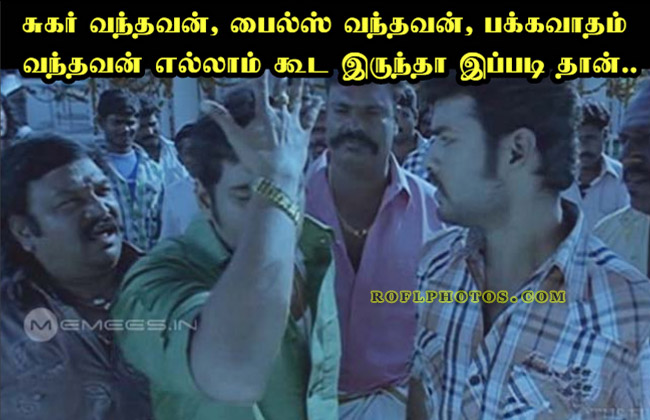 சுகர் வந்தவன், பைல்ஸ் வந்தவன், பக்கவாதம்
வந்தவன் எல்லாம் கூட இருந்தா இப்படி தான்..
ROFLPHOTOS.COM
MEMEES.IN